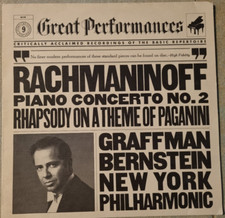 9
Great Performances
CRITICALLY ACCLAIMED RECORDINGS OF THE BASIC REPERTOIRE
RACHMANINOFF
PIANO CONCERTO NO. 2
RHAPSODY ON A THEME OF PAGANINI
GRAFFMAN
BERNSTEIN
NEW YORK
PHILHARMONIC